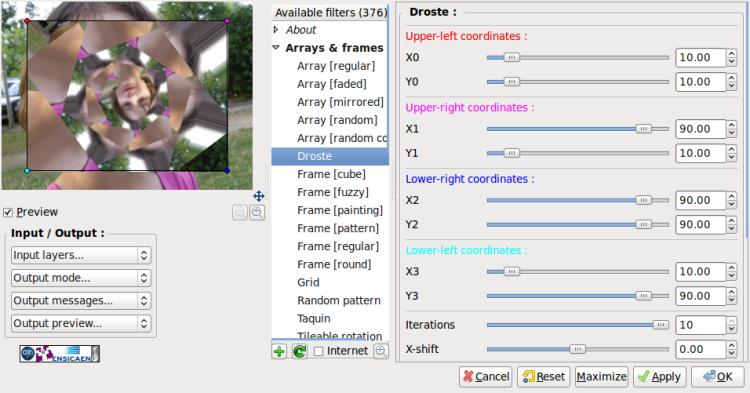 Available filters (376)
About
Arrays & frames
Array [regular]
Array [faded]
Array [mirrored]
Array [random]
Array [random co
Droste
Frame [cube]
Frame [fuzzy]
Frame [painting]
Frame [pattern]
Frame [regular]
Frame [round]
Grid
Random pattern
Taquin
Tileable rotation
Internet
Preview
Input / Output :
Input layers...
Output mode...
Output messages...
Output preview...
ENSICAEN
Droste :
Upper-left coordinates :
X0 10.00
Y0 10.00
Upper-right coordinates :
X1 90.00
Y1 10.00
Lower-right coordinates :
X2 90.00
Y2 90.00
Lower-left coordinates :
X3 10.00
Y3 90.00
Iterations 10
X-shift 0.00
Cancel Reset Maximize Apply OK